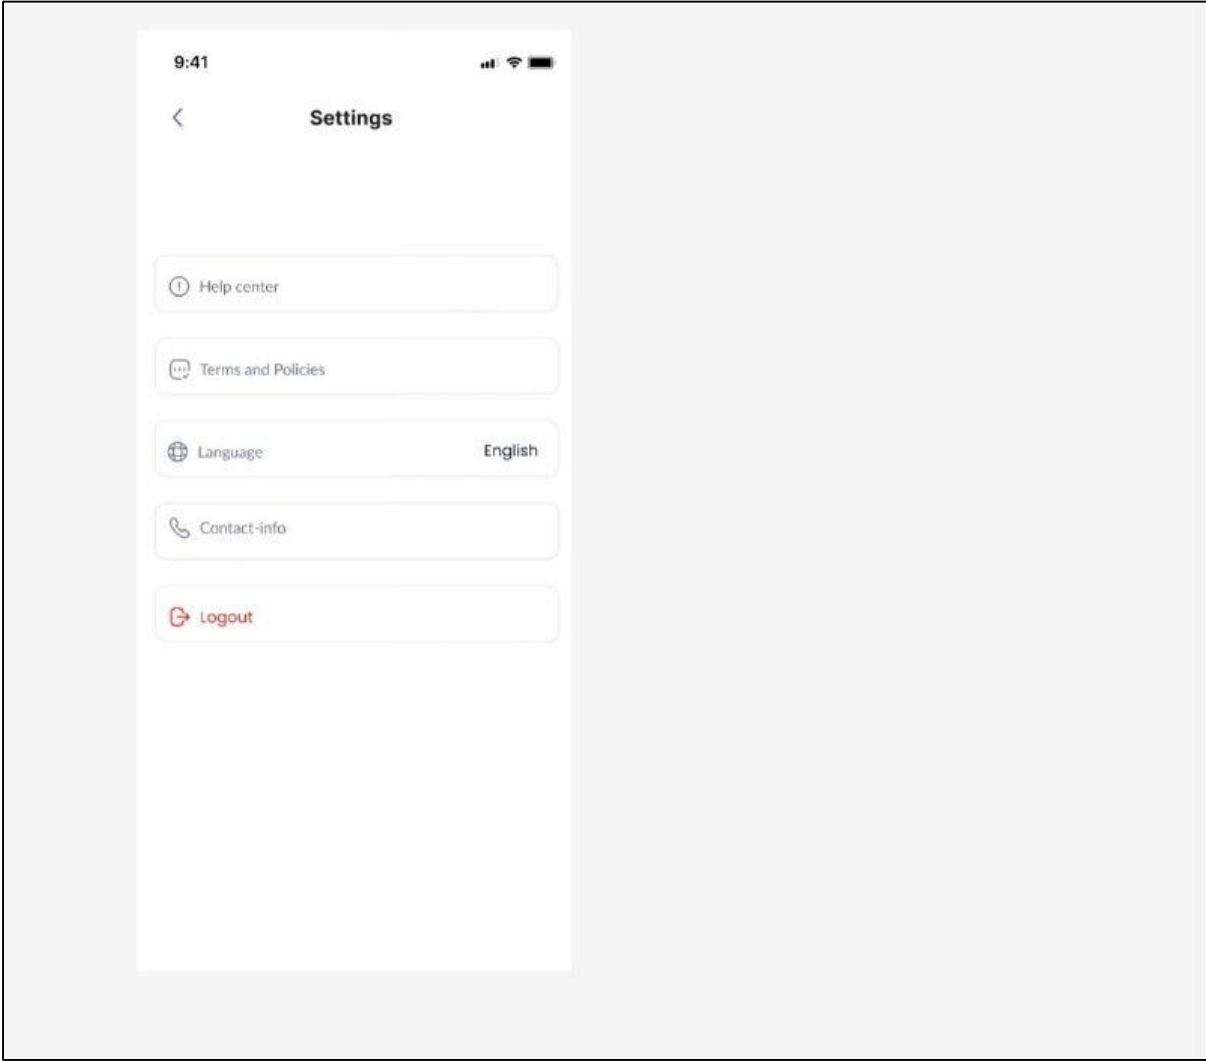 9:41
Settings
Help center
Terms and Policies
Language English
Contact-info
Logout